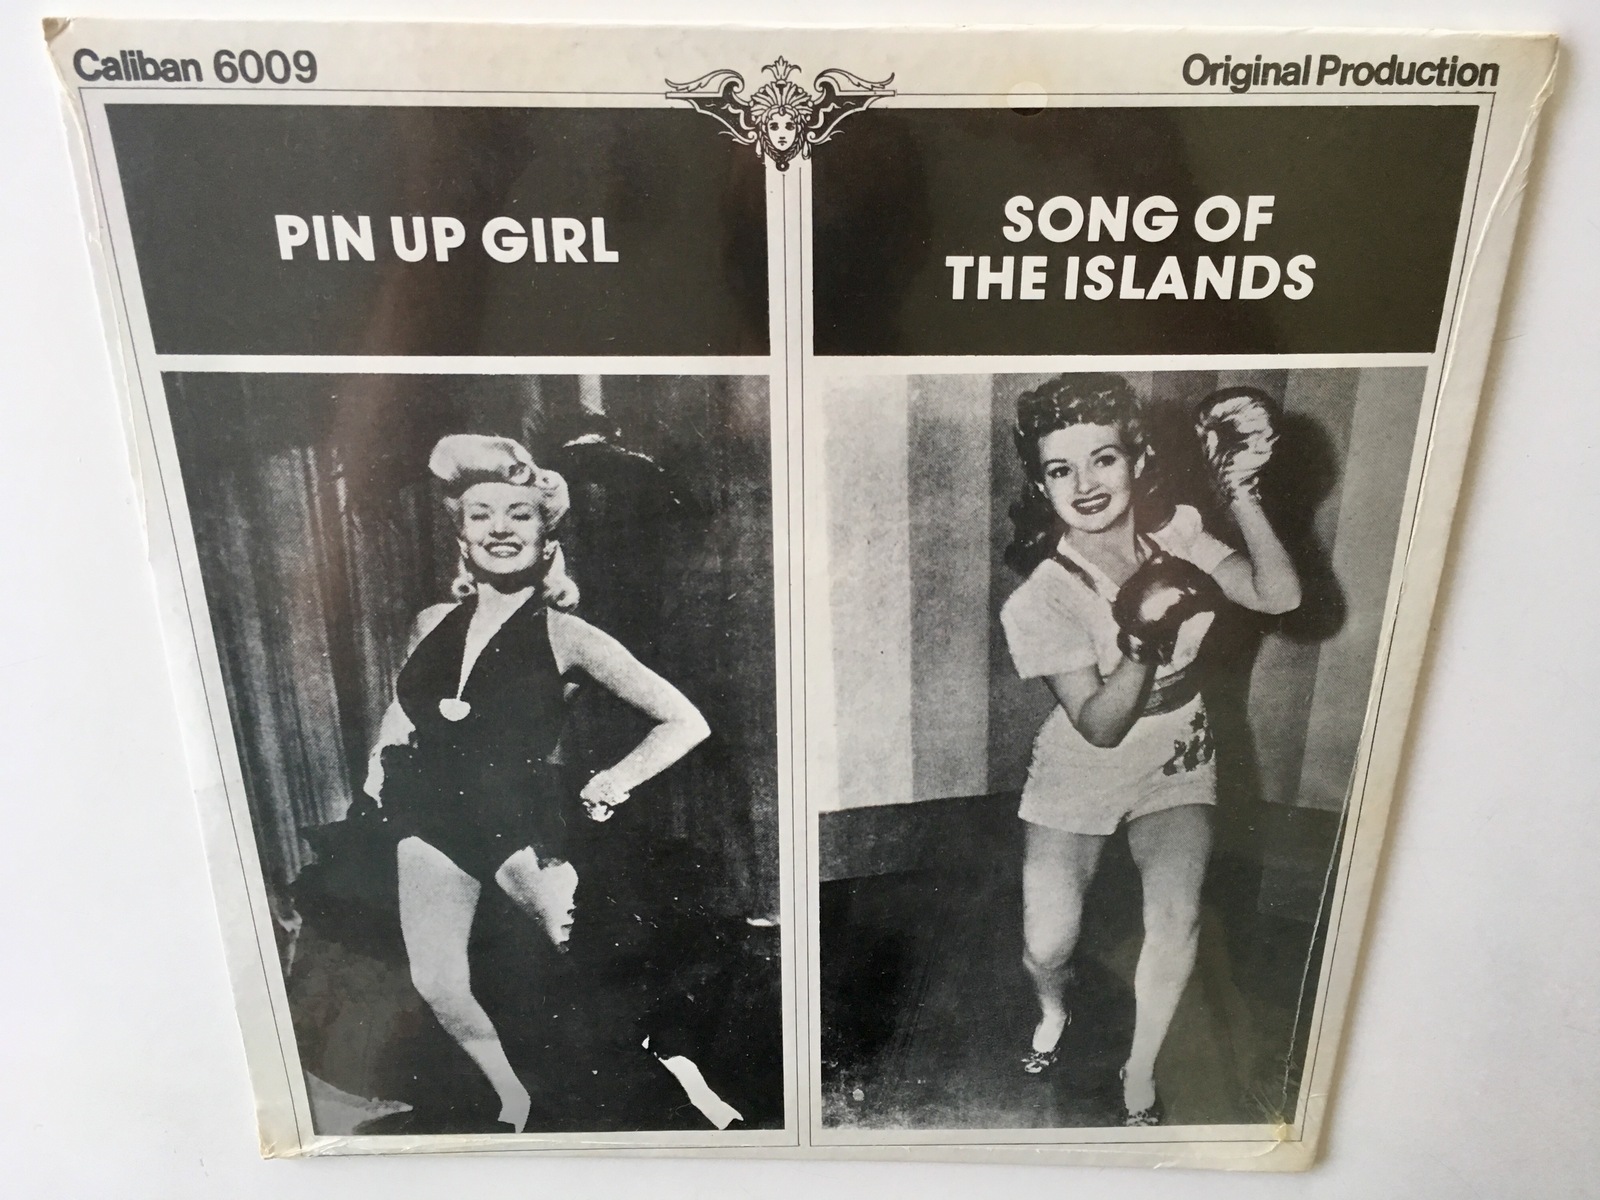 Caliban 6009
Original Production
PIN UP GIRL
SONG OF
THE ISLANDS